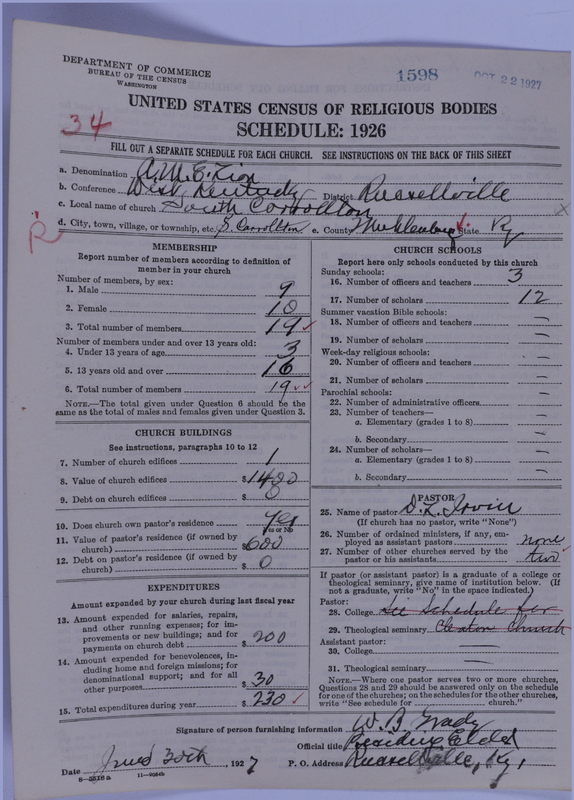 DEPARTMENT OF COMMERCE
BUREAU OF THE CENSUS
WASHINGTON
1598
OCT 22 1927
UNITED STATES CENSUS OF RELIGIOUS BODIES
SCHEDULE: 1926
34
FILL OUT A SEPARATE SCHEDULE FOR EACH CHURCH. SEE INSTRUCTIONS ON THE BACK OF THIS SHEET
a. Denomination A.M.E. Zion
b. Conference West Kentucky District Russellville
c. Local name of church South Carrollton
d. City, town, village, or township, etc. S. Carrollton e. County Muhlenburg State Ky
R
MEMBERSHIP
Report number of members according to definition of member in your church
Number of members, by sex:
1. Male 9
2. Female 10
3. Total number of members 19
Number of members under and over 13 years old:
4. Under 13 years of age 3
5. 13 years old and over 16
6. Total number of members 19
NOTE.—The total given under Question 6 should be the
same as the total of males and females given under Question 3.
CHURCH BUILDINGS
See instructions, paragraphs 10 to 12
7. Number of church edifices 1
8. Value of church edifices $1400
9. Debt on church edifices $0
10. Does church own pastor's residence Yes
Yes or No
11. Value of pastor's residence (if owned by
church) $600
12. Debt on pastor's residence (if owned by
church) $0
EXPENDITURES
Amount expended by your church during last fiscal year
13. Amount expended for salaries, repairs,
and other running expenses; for im-
provements or new buildings; and for
payments on church debt $200
14. Amount expended for benevolences, in-
cluding home and foreign missions; for
denominational support; and for all
other purposes $30
15. Total expenditures during year $230
CHURCH SCHOOLS
Report here only schools conducted by this church
Sunday schools:
16. Number of officers and teachers 3
17. Number of scholars 12
Summer vacation Bible schools:
18. Number of officers and teachers —
19. Number of scholars —
Week-day religious schools:
20. Number of officers and teachers —
21. Number of scholars —
Parochial schools:
22. Number of administrative officers —
23. Number of teachers—
a. Elementary (grades 1 to 8) —
b. Secondary —
24. Number of scholars—
a. Elementary (grades 1 to 8) —
b. Secondary —
PASTOR
25. Name of pastor D. L. Irvin
(If church has no pastor, write "None")
26. Number of ordained ministers, if any, em-
ployed as assistant pastors none
27. Number of other churches served by the
pastor or his assistants two
If pastor (or assistant pastor) is a graduate of a college or
theological seminary, give name of institution below. (If
not a graduate, write "No" in the space indicated.)
Pastor:
28. College See Schedule for
29. Theological seminary Cleaton Church
Assistant pastor:
30. College —
31. Theological seminary —
NOTE.—Where one pastor serves two or more churches,
Questions 28 and 29 should be answered only on the schedule
for one of the churches; on the schedules for the other churches,
write "See schedule for church."
Signature of person furnishing information W. B. Grady
Official title Presiding Elder
Date June 30th, 1927 P. O. Address Russellville, Ky.
8-5516a 11-9054b